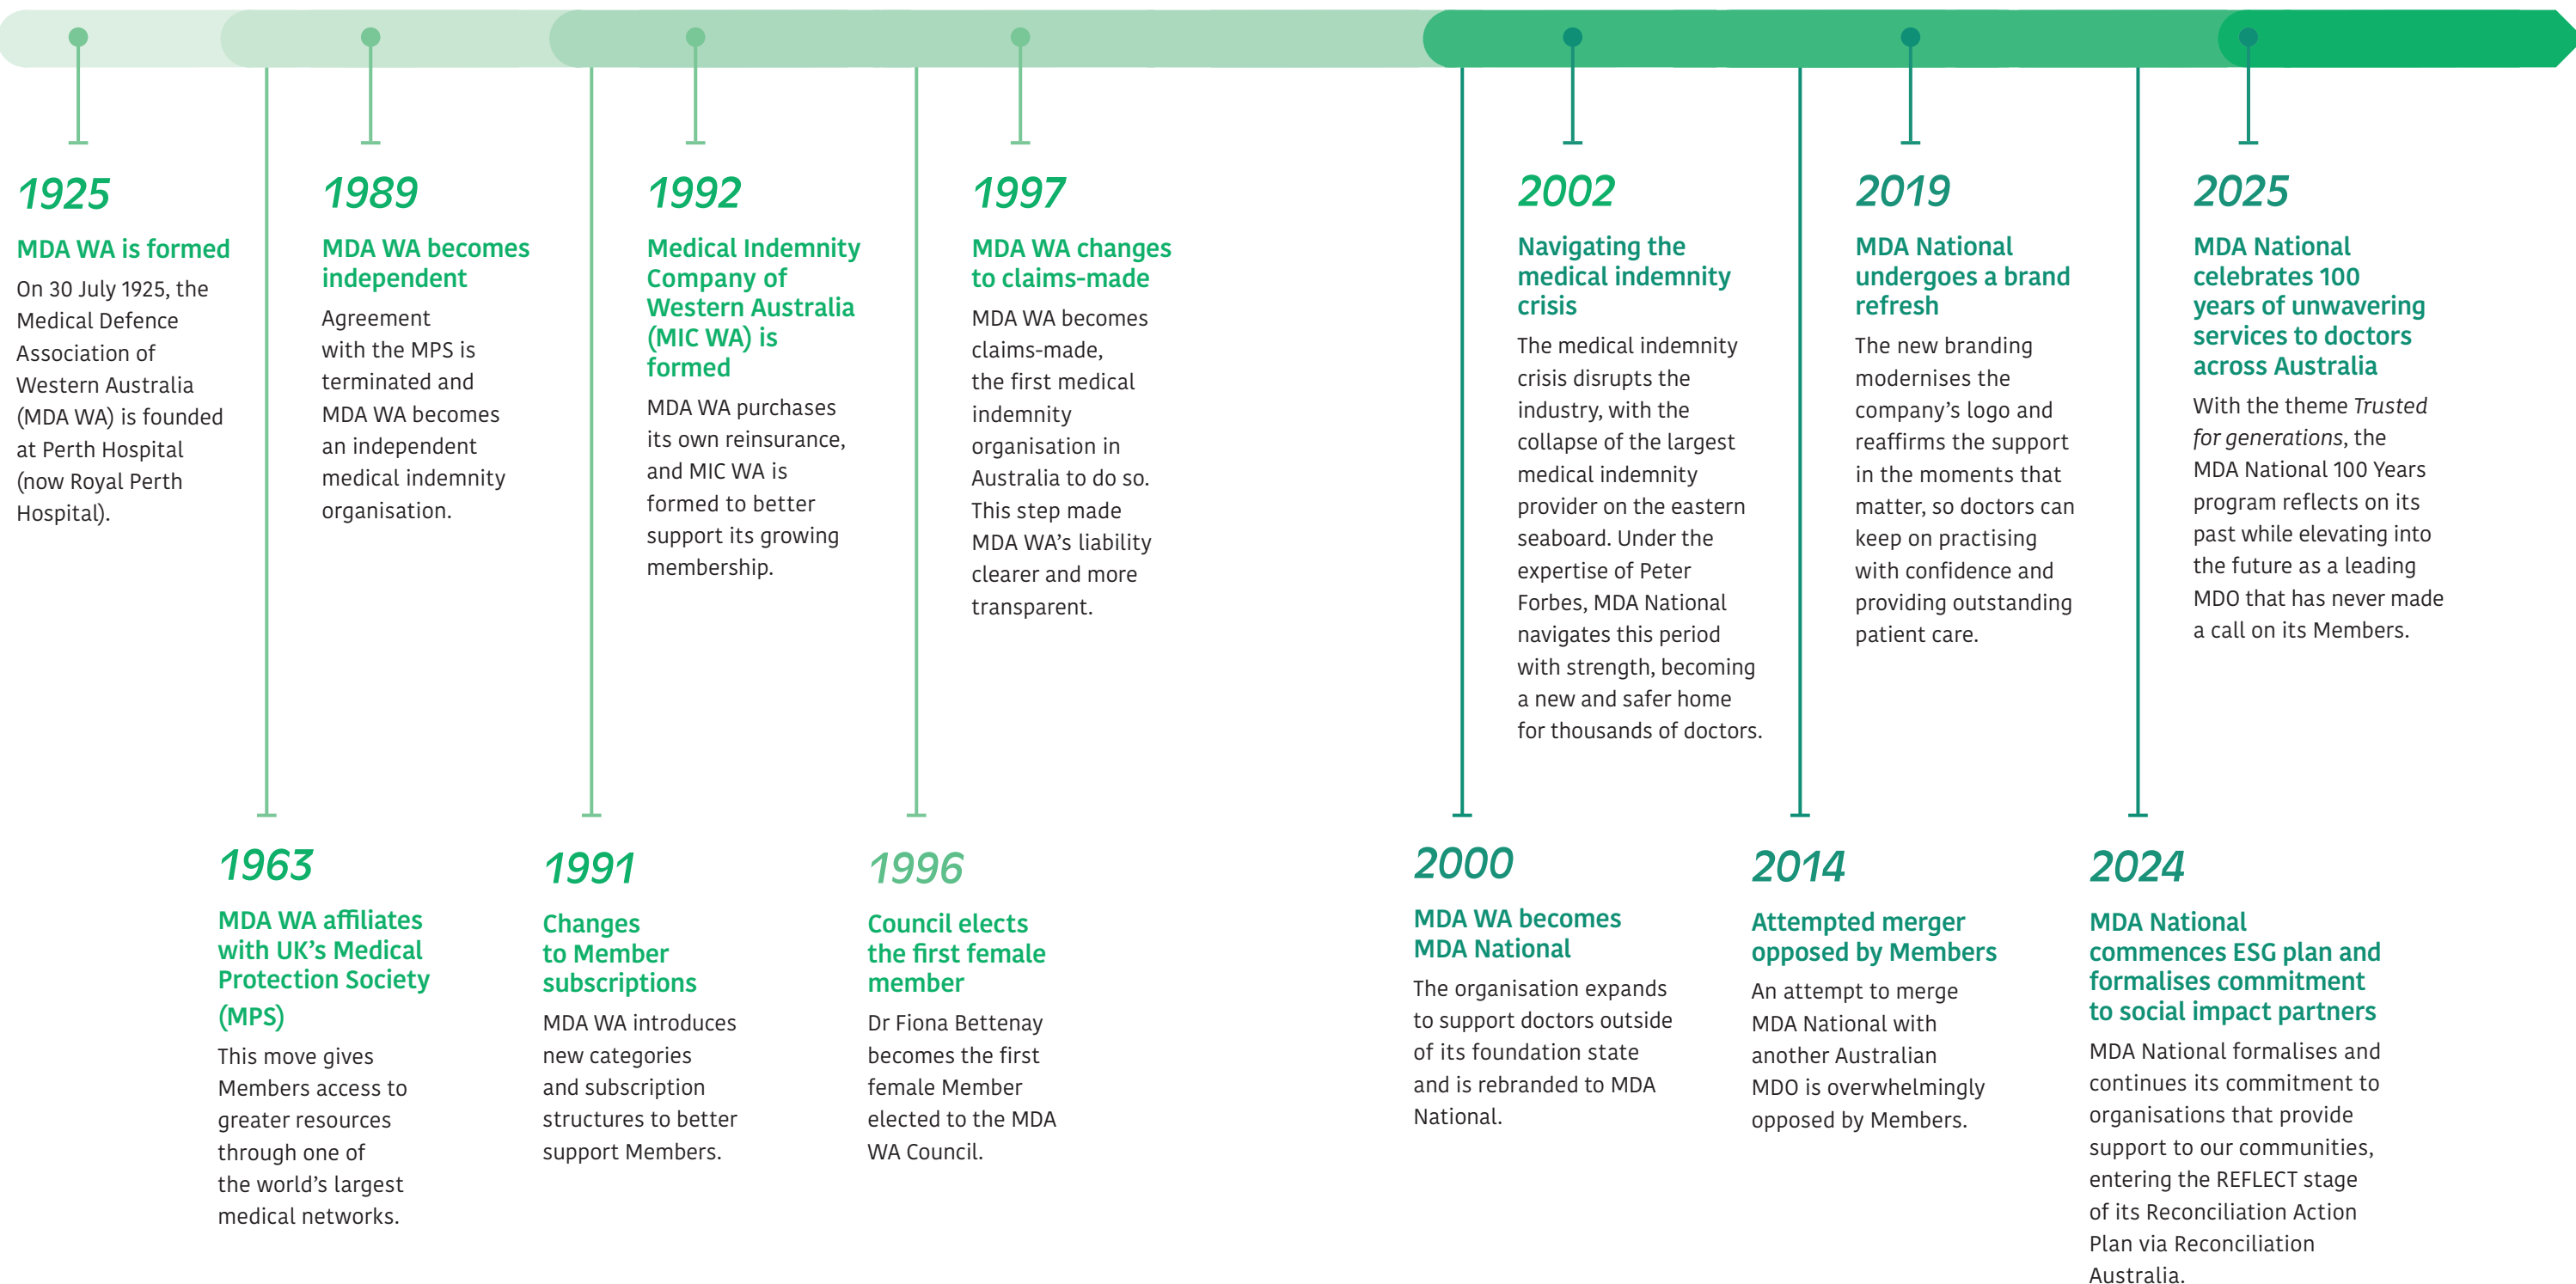 1925
MDA WA is formed
On 30 July 1925, the
Medical Defence
Association of
Western Australia
(MDA WA) is founded
at Perth Hospital
(now Royal Perth
Hospital).
1963
MDA WA affiliates
with UK’s Medical
Protection Society
(MPS)
This move gives
Members access to
greater resources
through one of
the world’s largest
medical networks.
1989
MDA WA becomes
independent
Agreement
with the MPS is
terminated and
MDA WA becomes
an independent
medical indemnity
organisation.
1991
Changes
to Member
subscriptions
MDA WA introduces
new categories
and subscription
structures to better
support Members.
1992
Medical Indemnity
Company of
Western Australia
(MIC WA) is
formed
MDA WA purchases
its own reinsurance,
and MIC WA is
formed to better
support its growing
membership.
1996
Council elects
the first female
member
Dr Fiona Bettenay
becomes the first
female Member
elected to the MDA
WA Council.
1997
MDA WA changes
to claims-made
MDA WA becomes
claims-made,
the first medical
indemnity
organisation in
Australia to do so.
This step made
MDA WA’s liability
clearer and more
transparent.
2000
MDA WA becomes
MDA National
The organisation expands
to support doctors outside
of its foundation state
and is rebranded to MDA
National.
2002
Navigating the
medical indemnity
crisis
The medical indemnity
crisis disrupts the
industry, with the
collapse of the largest
medical indemnity
provider on the eastern
seaboard. Under the
expertise of Peter
Forbes, MDA National
navigates this period
with strength, becoming
a new and safer home
for thousands of doctors.
2014
Attempted merger
opposed by Members
An attempt to merge
MDA National with
another Australian
MDO is overwhelmingly
opposed by Members.
2019
MDA National
undergoes a brand
refresh
The new branding
modernises the
company’s logo and
reaffirms the support
in the moments that
matter, so doctors can
keep on practising
with confidence and
providing outstanding
patient care.
2024
MDA National
commences ESG plan and
formalises commitment
to social impact partners
MDA National formalises and
continues its commitment to
organisations that provide
support to our communities,
entering the REFLECT stage
of its Reconciliation Action
Plan via Reconciliation
Australia.
2025
MDA National
celebrates 100
years of unwavering
services to doctors
across Australia
With the theme Trusted
for generations, the
MDA National 100 Years
program reflects on its
past while elevating into
the future as a leading
MDO that has never made
a call on its Members.